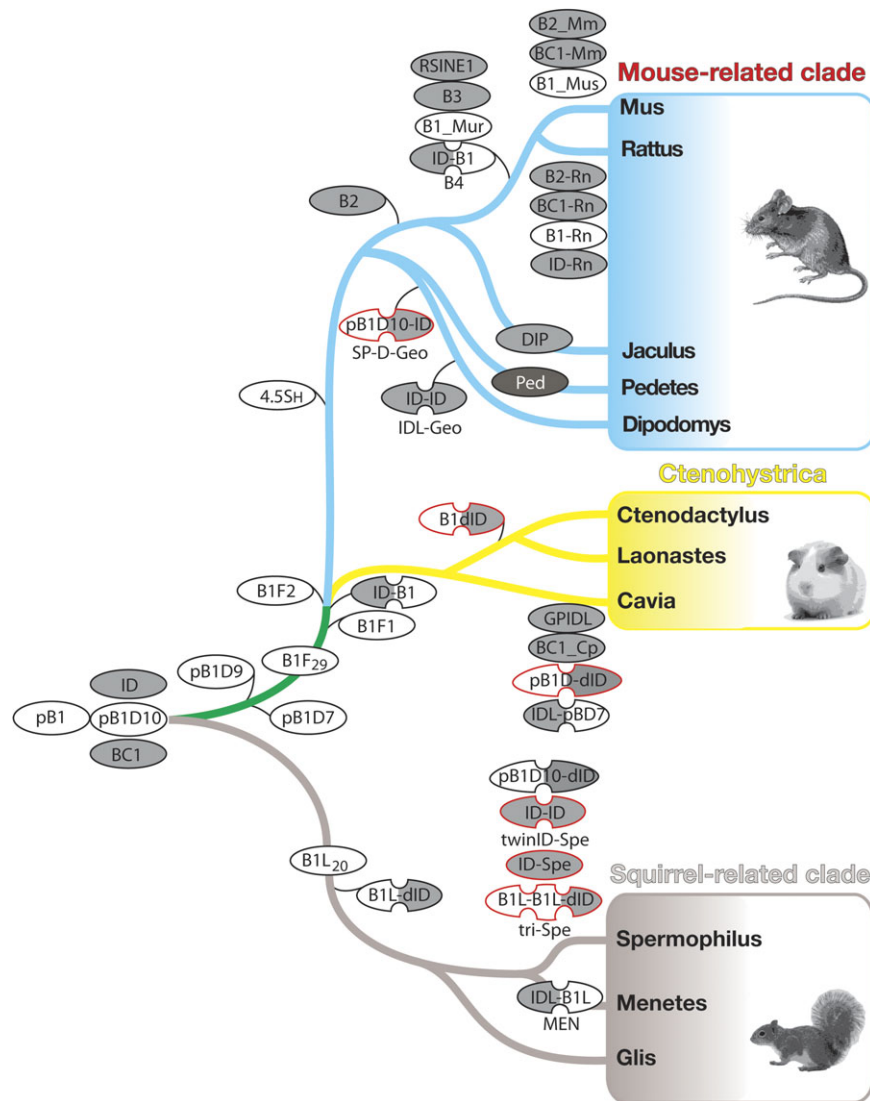 B2_Mm
BC1-Mm
B1_Mus
RSINE1
B3
B1_Mur
ID-B1
B4
Mouse-related clade
Mus
Rattus
B2
B2-Rn
BC1-Rn
B1-Rn
ID-Rn
pB1D10-ID
SP-D-Geo
DIP
Jaculus
Ped
Pedetes
4.5SH
ID-ID
IDL-Geo
Dipodomys
Ctenohystrica
B1dID
Ctenodactylus
Laonastes
B1F2
ID-B1
Cavia
B1F1
GPIDL
BC1_Cp
B1F29
pB1D9
pB1D-dID
ID
pB1
pB1D10
pB1D7
IDL-pBD7
BC1
pB1D10-dID
ID-ID
twinID-Spe
B1L20
ID-Spe
Squirrel-related clade
B1L-dID
B1L-B1L-dID
tri-Spe
Spermophilus
IDL-B1L
MEN
Menetes
Glis